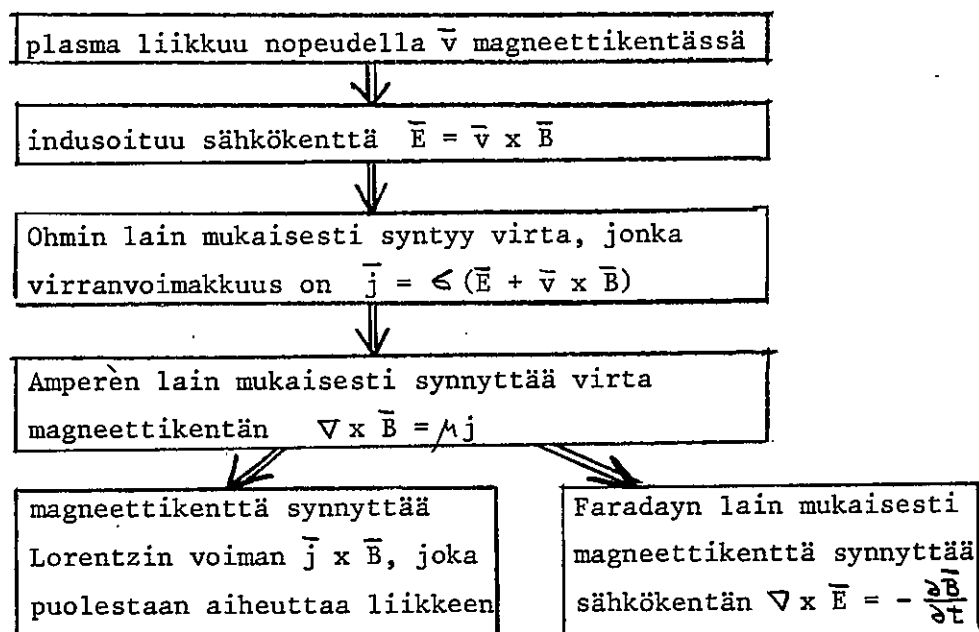 plasma liikkuu nopeudella v̄ magneettikentässä
indusoituu sähkökenttä Ē = v̄ x B̄
Ohmin lain mukaisesti syntyy virta, jonka
virranvoimakkuus on j̄ = σ (Ē + v̄ x B̄)
Amperèn lain mukaisesti synnyttää virta
magneettikentän ∇ x B̄ = μj
magneettikenttä synnyttää
Lorentzin voiman j̄ x B̄, joka
puolestaan aiheuttaa liikkeen
Faradayn lain mukaisesti
magneettikenttä synnyttää
sähkökentän ∇ x Ē = - ∂B̄/∂t